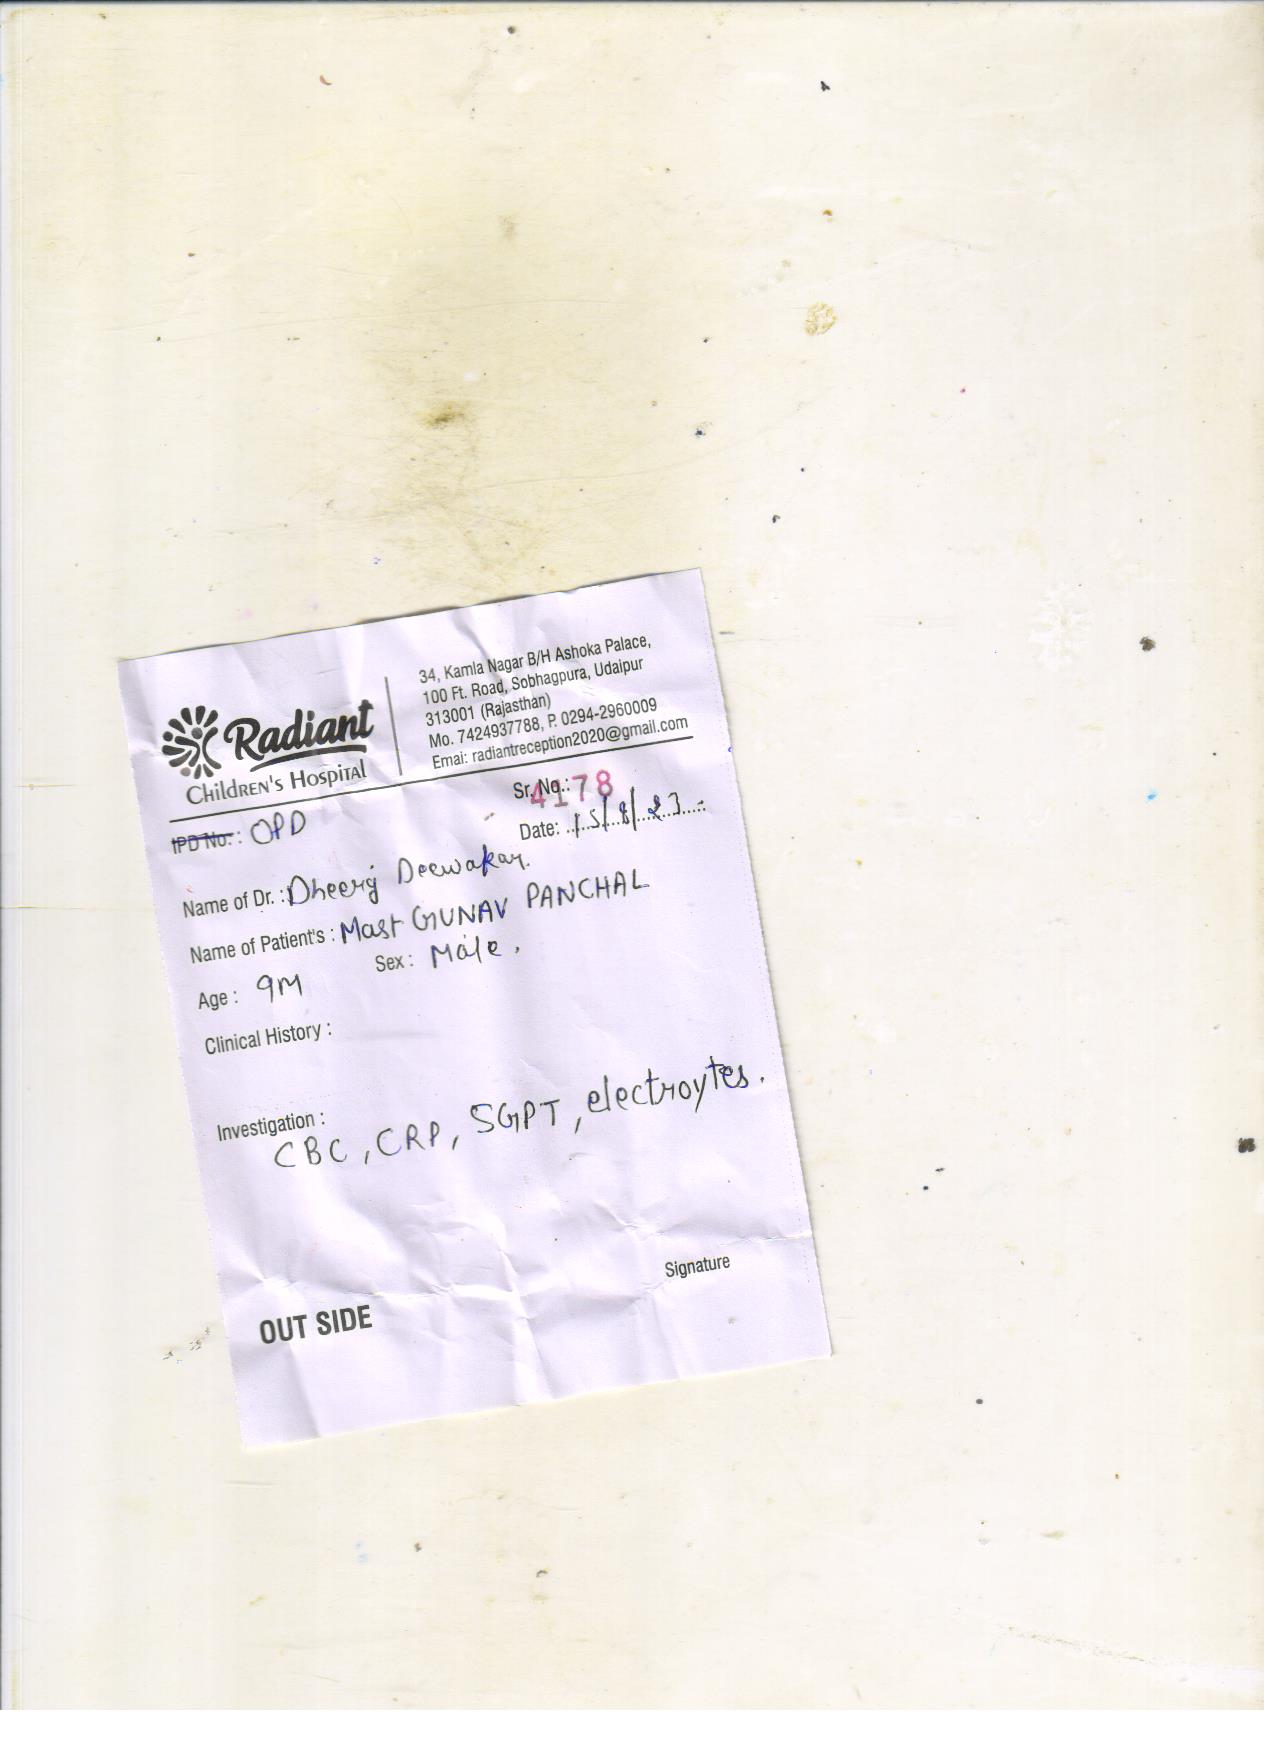 Radiant
Children's Hospital
34, Kamla Nagar B/H Ashoka Palace,
100 Ft. Road, Sobhagpura, Udaipur
313001 (Rajasthan)
Mo. 7424937788, P. 0294-2960009
Emai: radiantreception2020@gmail.com
Sr. No.: 4178
IPD No. : OPD
Date: 15/8/23
Name of Dr. : Dheerj Deewakar.
Name of Patient's : Mast GUNAV PANCHAL
Age : 9M Sex : Male.
Clinical History :
Investigation :
CBC, CRP, SGPT, electroytes.
Signature
OUT SIDE